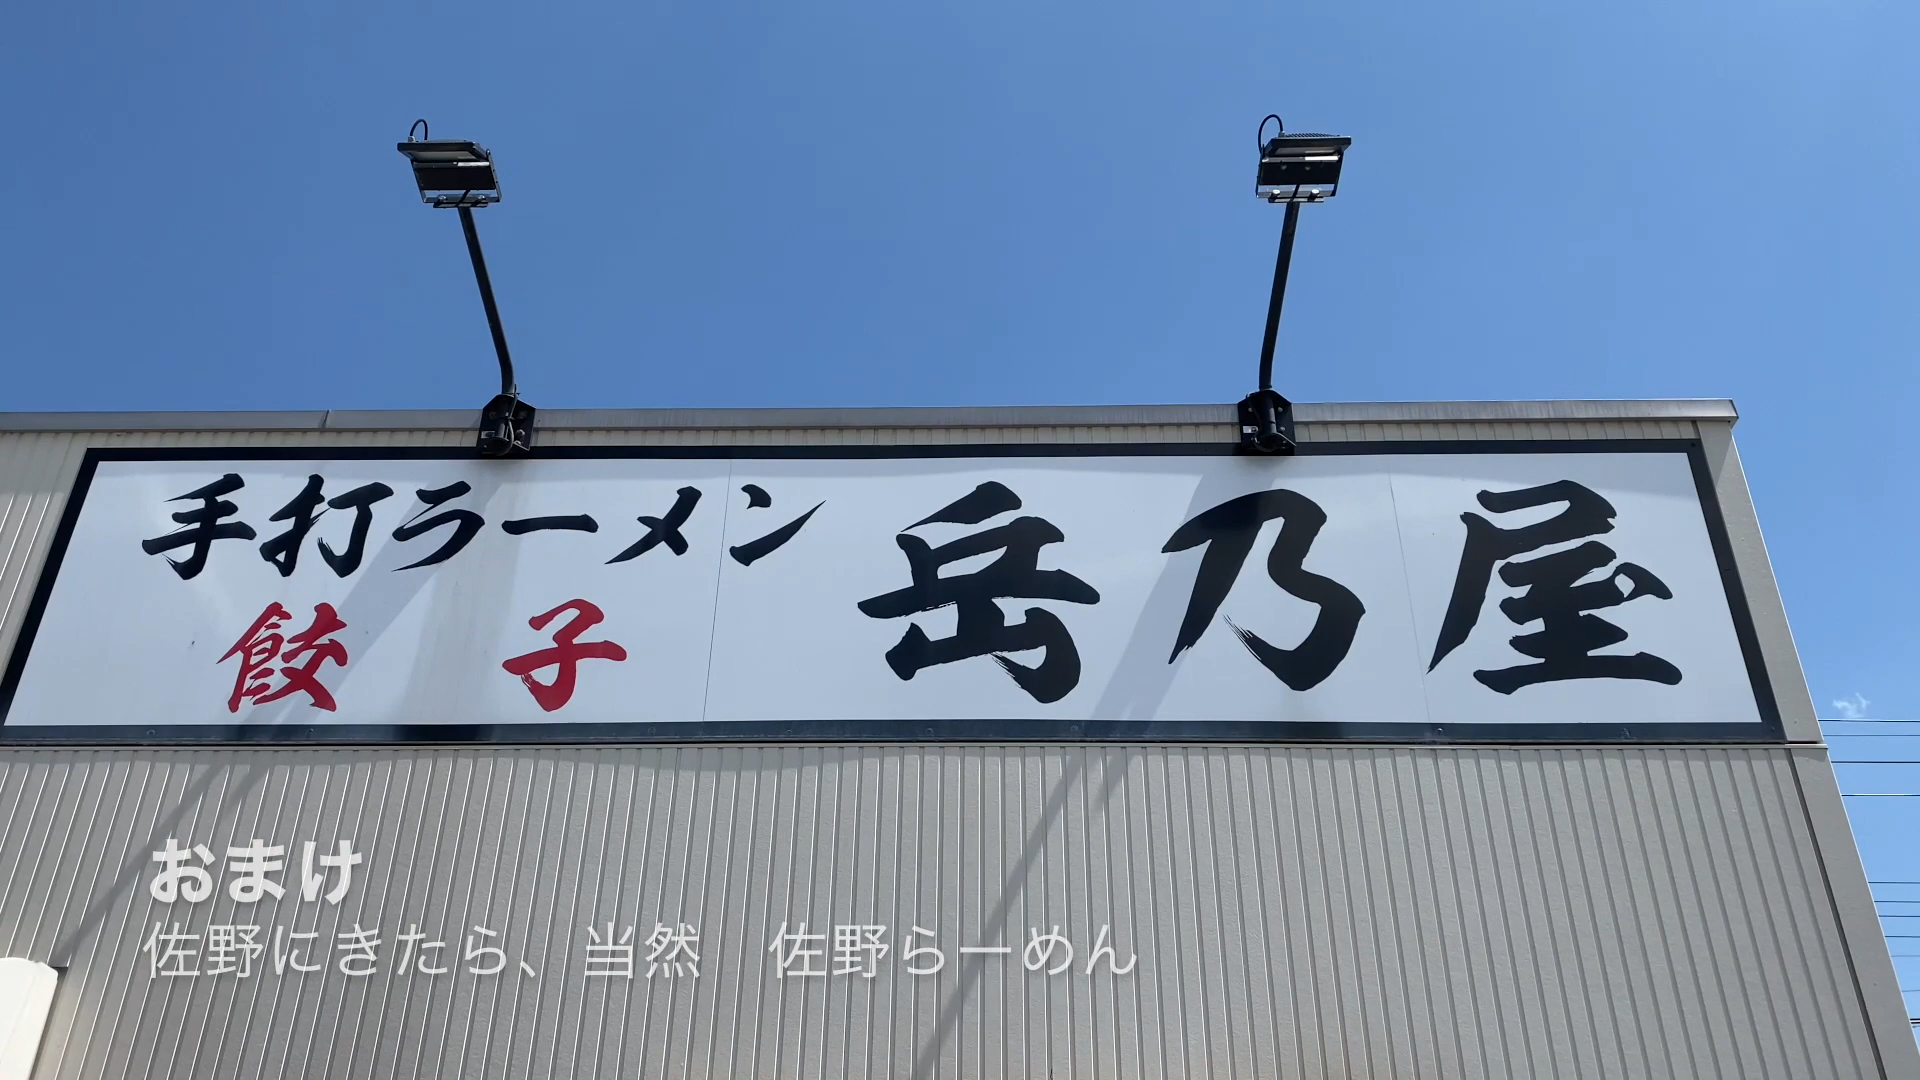 手打ラーメン
餃子
岳乃屋
おまけ
佐野にきたら、当然　佐野らーめん